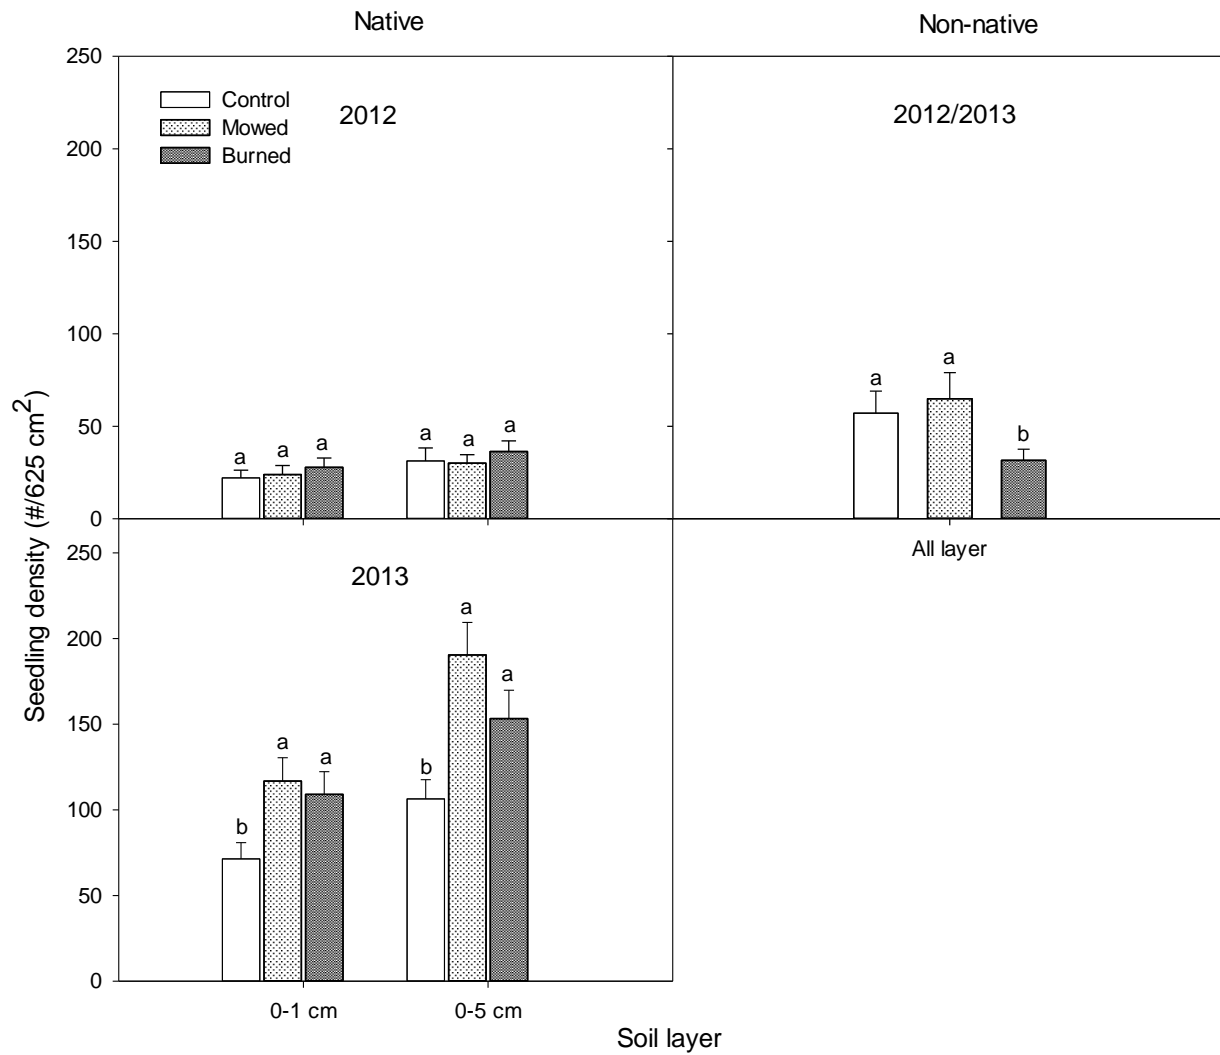 Native
Non-native
250
200
150
100
50
0
Control
Mowed
Burned
2012
2012/2013
a
a
a
a
a
a
a
a
b
Seedling density (#/625 cm2)
All layer
250
200
150
100
50
0
2013
b
a
a
b
a
a
0-1 cm
0-5 cm
Soil layer